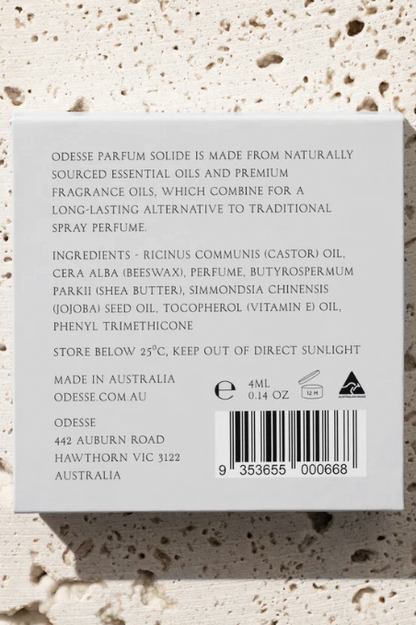 ODESSE PARFUM SOLIDE IS MADE FROM NATURALLY
SOURCED ESSENTIAL OILS AND PREMIUM
FRAGRANCE OILS, WHICH COMBINE FOR A
LONG-LASTING ALTERNATIVE TO TRADITIONAL
SPRAY PERFUME.
INGREDIENTS - RICINUS COMMUNIS (CASTOR) OIL,
CERA ALBA (BEESWAX), PERFUME, BUTYROSPERMUM
PARKII (SHEA BUTTER), SIMMONDSIA CHINENSIS
(JOJOBA) SEED OIL, TOCOPHEROL (VITAMIN E) OIL,
PHENYL TRIMETHICONE
STORE BELOW 25°C, KEEP OUT OF DIRECT SUNLIGHT
MADE IN AUSTRALIA
ODESSE.COM.AU
℮
4ML
0.14 OZ
12 M
AUSTRALIAN MADE
ODESSE
442 AUBURN ROAD
HAWTHORN VIC 3122
AUSTRALIA
9 353655 000668